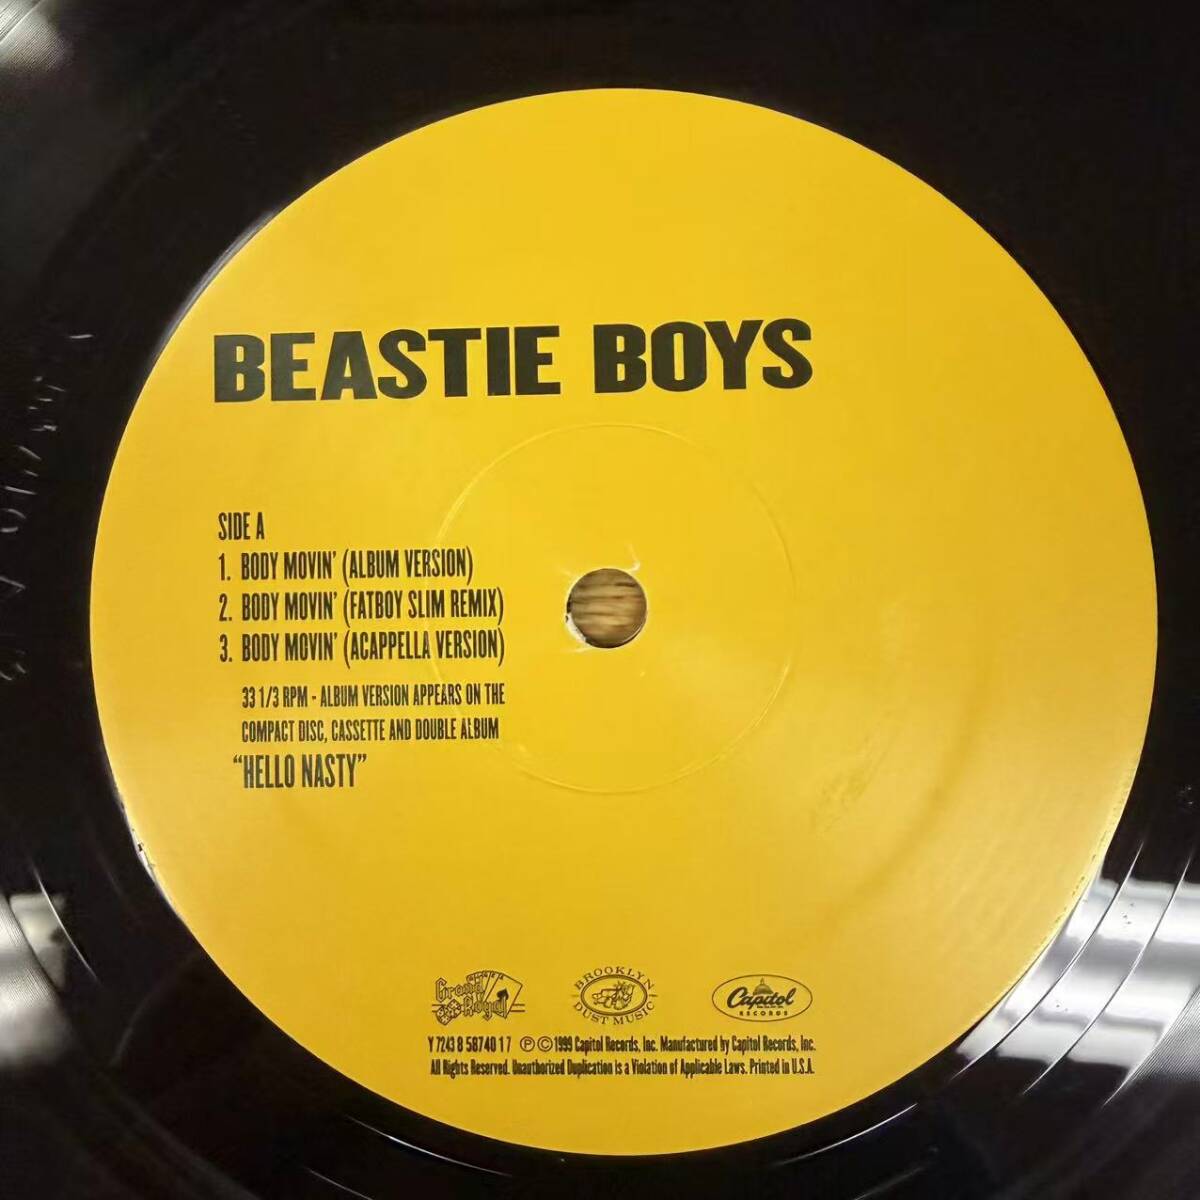 BEASTIE BOYS
SIDE A
1. BODY MOVIN' (ALBUM VERSION)
2. BODY MOVIN' (FATBOY SLIM REMIX)
3. BODY MOVIN' (ACAPPELLA VERSION)
33 1/3 RPM - ALBUM VERSION APPEARS ON THE
COMPACT DISC, CASSETTE AND DOUBLE ALBUM
"HELLO NASTY"
Grand Royal
BROOKLYN DUST MUSIC
Capitol RECORDS
Y 7243 8 58740 1 7 ℗ © 1999 Capitol Records, Inc. Manufactured by Capitol Records, Inc.
All Rights Reserved. Unauthorized Duplication is a Violation of Applicable Laws. Printed in U.S.A.